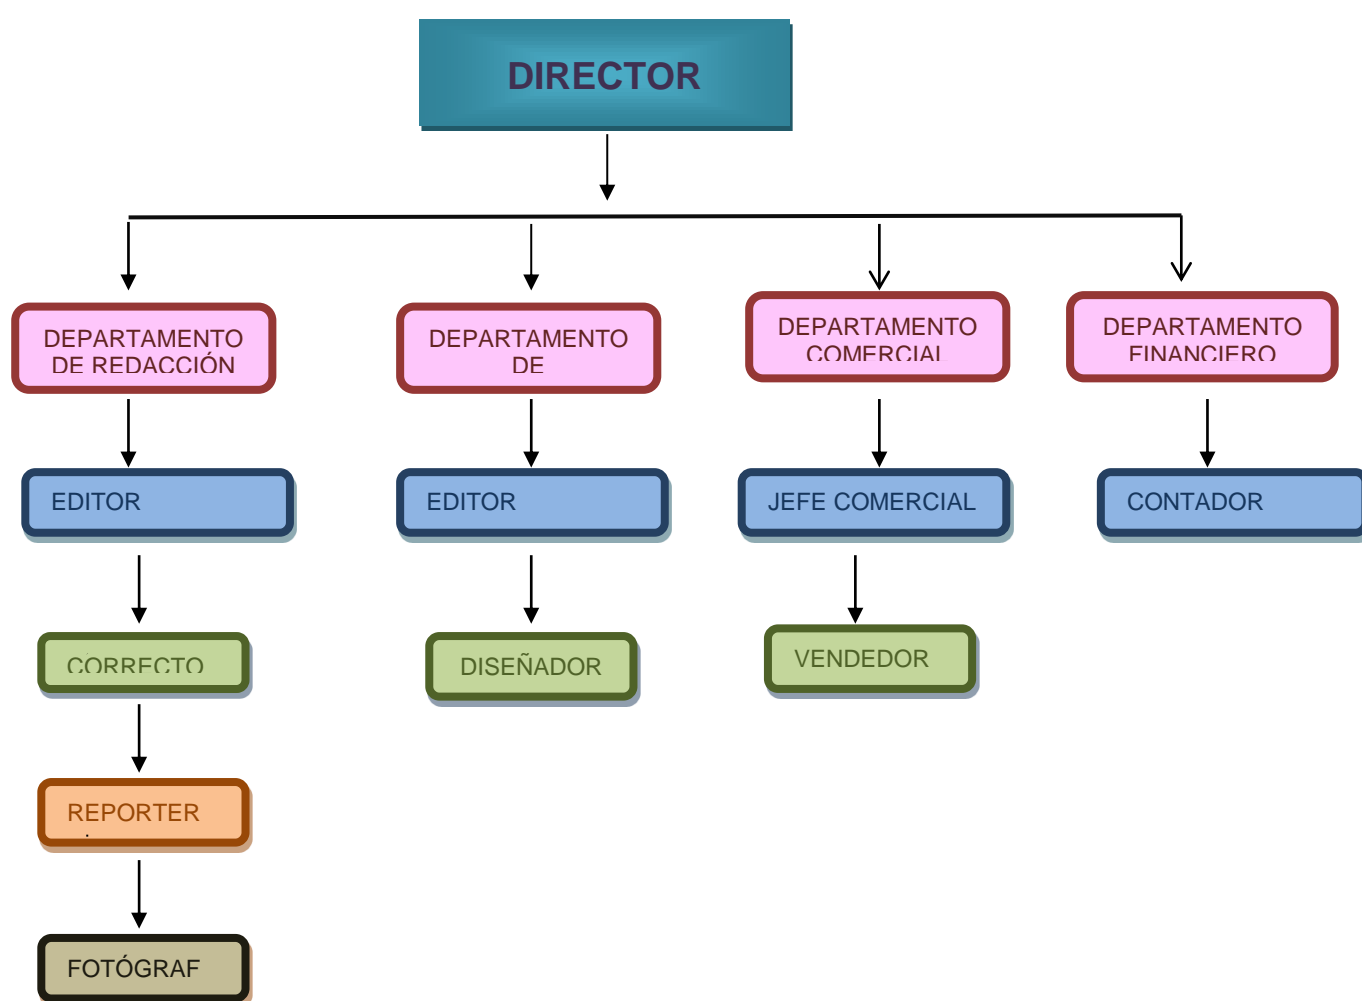 DIRECTOR
DEPARTAMENTO
DE REDACCIÓN
DEPARTAMENTO
DE
DEPARTAMENTO
COMERCIAL
DEPARTAMENTO
FINANCIERO
EDITOR
EDITOR
JEFE COMERCIAL
CONTADOR
CORRECTO
DISEÑADOR
VENDEDOR
REPORTER
FOTÓGRAF